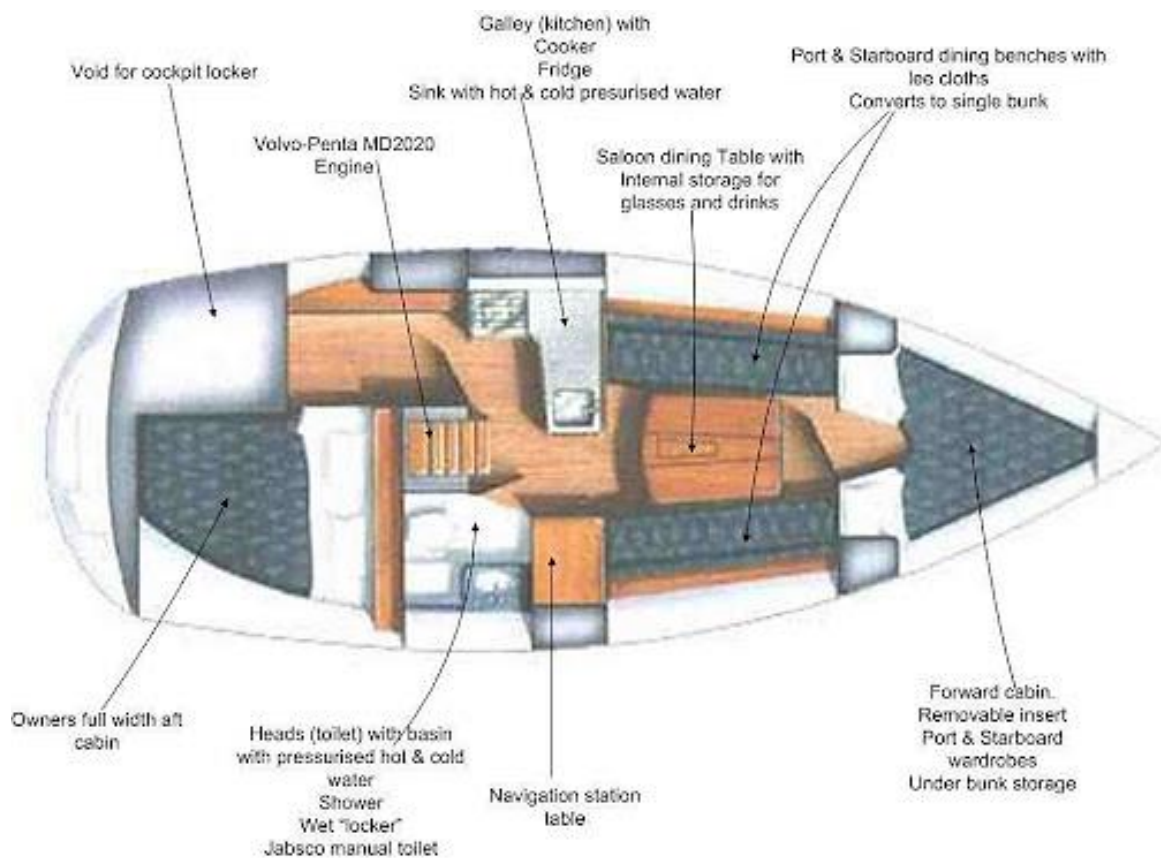 Galley (kitchen) with
Cooker
Fridge
Sink with hot & cold presurised water
Port & Starboard dining benches with
lee cloths
Converts to single bunk
Void for cockpit locker
Volvo-Penta MD2020
Engine
Saloon dining Table with
Internal storage for
glasses and drinks
Owners full width aft
cabin
Heads (toilet) with basin
with pressurised hot & cold
water
Shower
Wet "locker"
Jabsco manual toilet
Navigation station
table
Forward cabin.
Removable insert
Port & Starboard
wardrobes
Under bunk storage